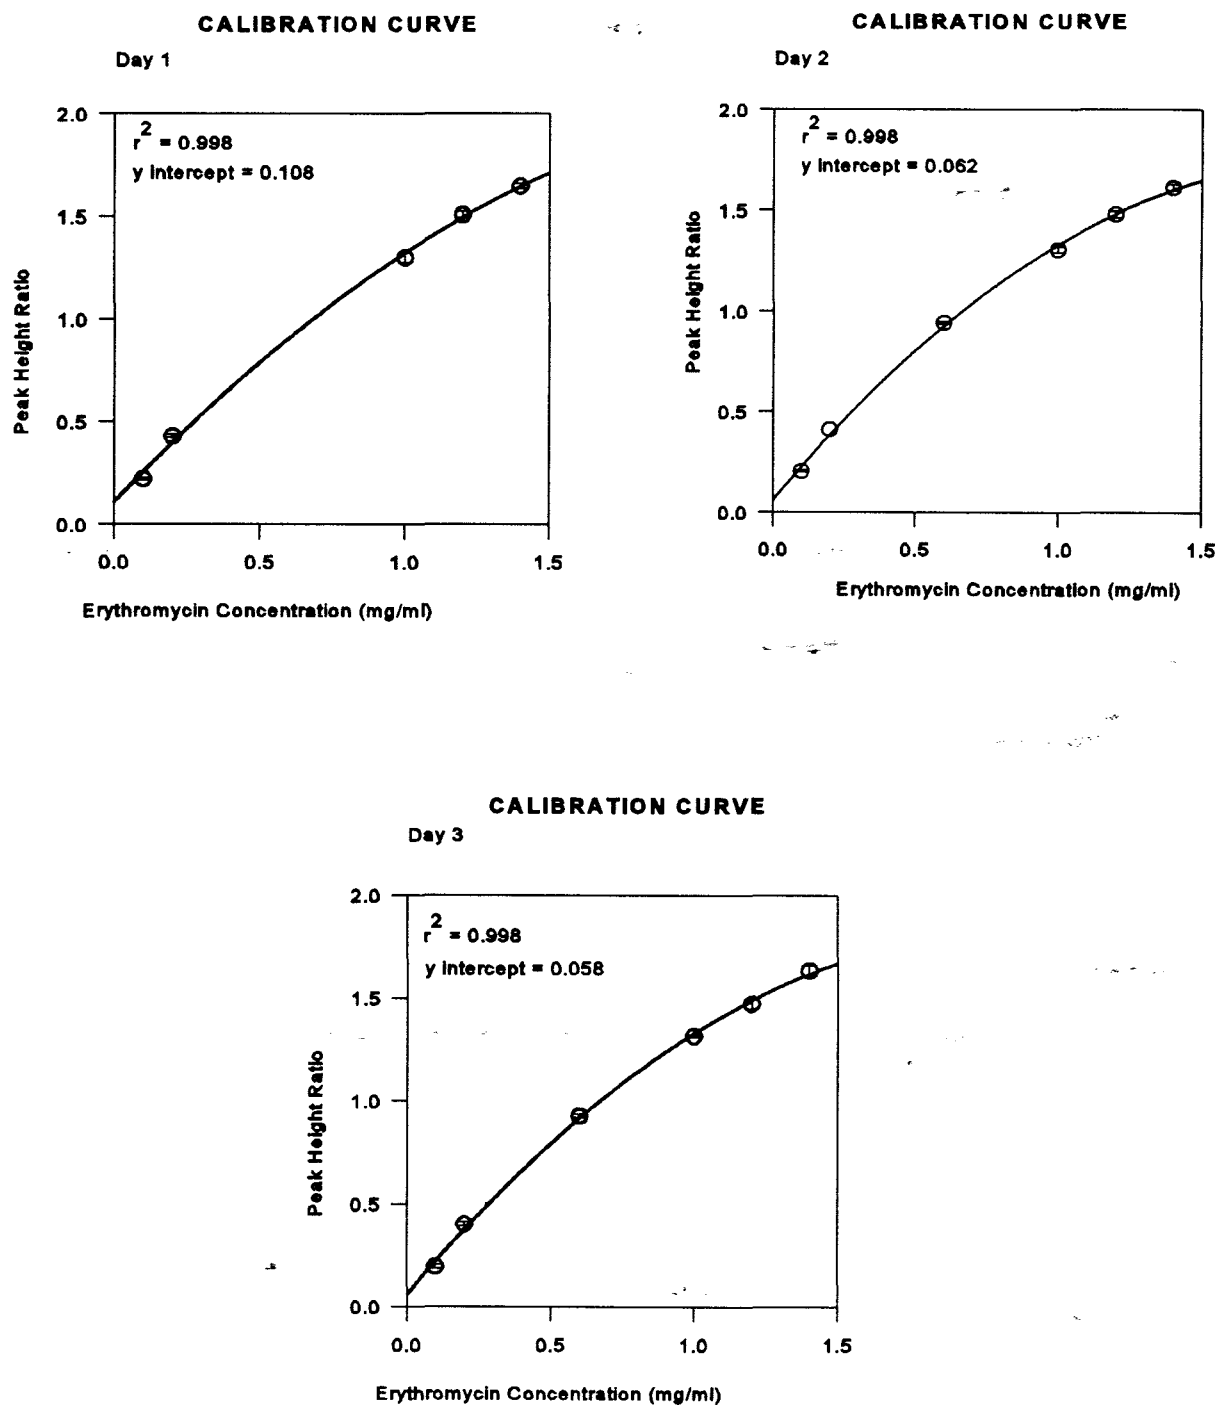 CALIBRATION CURVE
Day 1
r2 = 0.998
y intercept = 0.108
Peak Height Ratio
2.0
1.5
1.0
0.5
0.0
0.0 0.5 1.0 1.5
Erythromycin Concentration (mg/ml)
CALIBRATION CURVE
Day 2
r2 = 0.998
y intercept = 0.062
Peak Height Ratio
2.0
1.5
1.0
0.5
0.0
0.0 0.5 1.0 1.5
Erythromycin Concentration (mg/ml)
CALIBRATION CURVE
Day 3
r2 = 0.998
y intercept = 0.058
Peak Height Ratio
2.0
1.5
1.0
0.5
0.0
0.0 0.5 1.0 1.5
Erythromycin Concentration (mg/ml)